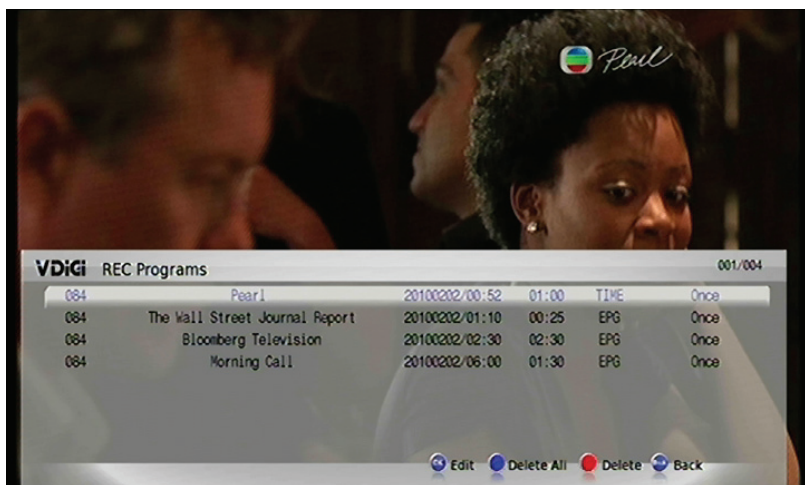 Pearl
VDiGi REC Programs 001/004
084 Pearl 20100202/00:52 01:00 TIME Once
084 The Wall Street Journal Report 20100202/01:10 00:25 EPG Once
084 Bloomberg Television 20100202/02:30 02:30 EPG Once
084 Morning Call 20100202/06:00 01:30 EPG Once
OK Edit Delete All Delete Back